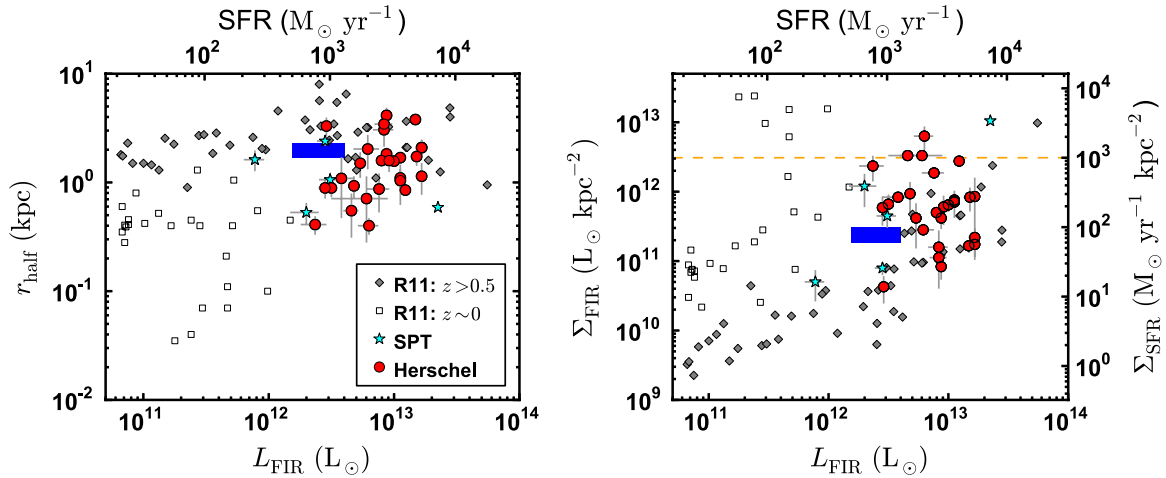 SFR (M⊙ yr⁻¹)
10² 10³ 10⁴
10¹
10⁰
10⁻¹
10⁻²
r_half (kpc)
R11: z>0.5
R11: z∼0
SPT
Herschel
10¹¹ 10¹² 10¹³ 10¹⁴
L_FIR (L⊙)
SFR (M⊙ yr⁻¹)
10² 10³ 10⁴
10¹³
10¹²
10¹¹
10¹⁰
10⁹
Σ_FIR (L⊙ kpc⁻²)
10⁴
10³
10²
10¹
10⁰
Σ_SFR (M⊙ yr⁻¹ kpc⁻²)
10¹¹ 10¹² 10¹³ 10¹⁴
L_FIR (L⊙)